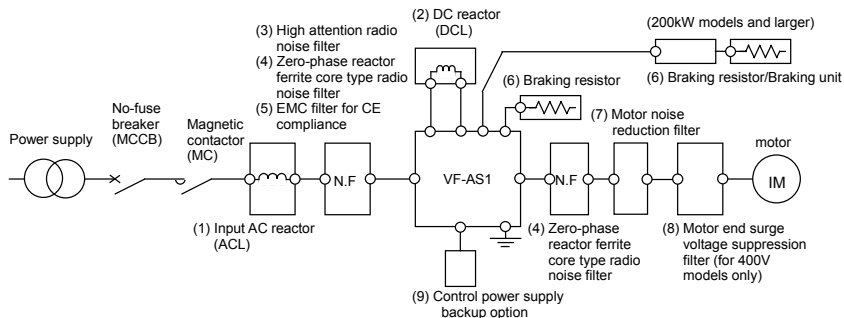 (2) DC reactor
(DCL)
(200kW models and larger)
(3) High attention radio
noise filter
(4) Zero-phase reactor
ferrite core type radio
noise filter
(5) EMC filter for CE
compliance
(6) Braking resistor
(6) Braking resistor/Braking unit
No-fuse
breaker
(MCCB)
Magnetic
contactor
(MC)
Power supply
(7) Motor noise
reduction filter
motor
N.F
VF-AS1
N.F
IM
(1) Input AC reactor
(ACL)
(4) Zero-phase
reactor ferrite
core type radio
noise filter
(8) Motor end surge
voltage suppression
filter (for 400V
models only)
(9) Control power supply
backup option